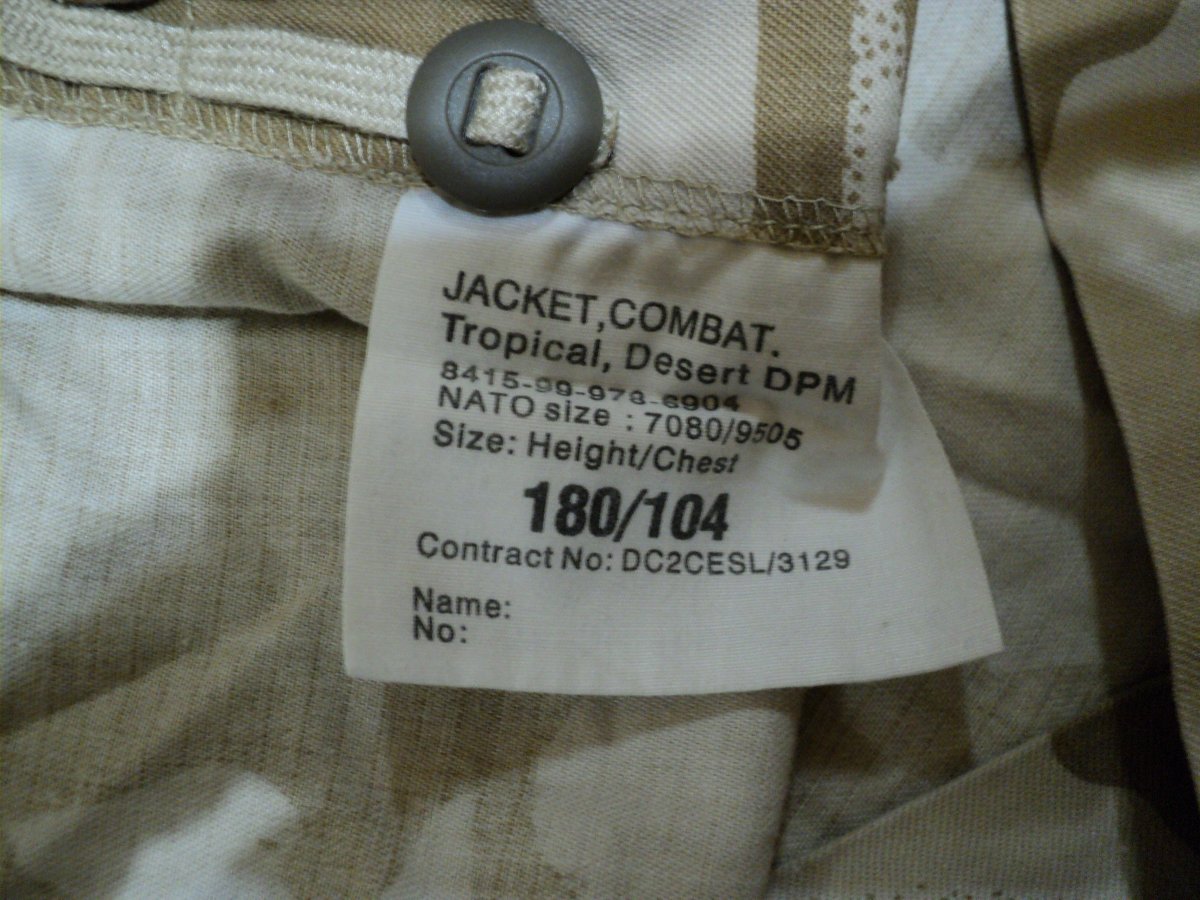 JACKET,COMBAT.
Tropical, Desert DPM
8415-99-978-6904
NATO size : 7080/9505
Size: Height/Chest
180/104
Contract No: DC2CESL/3129
Name:
No: